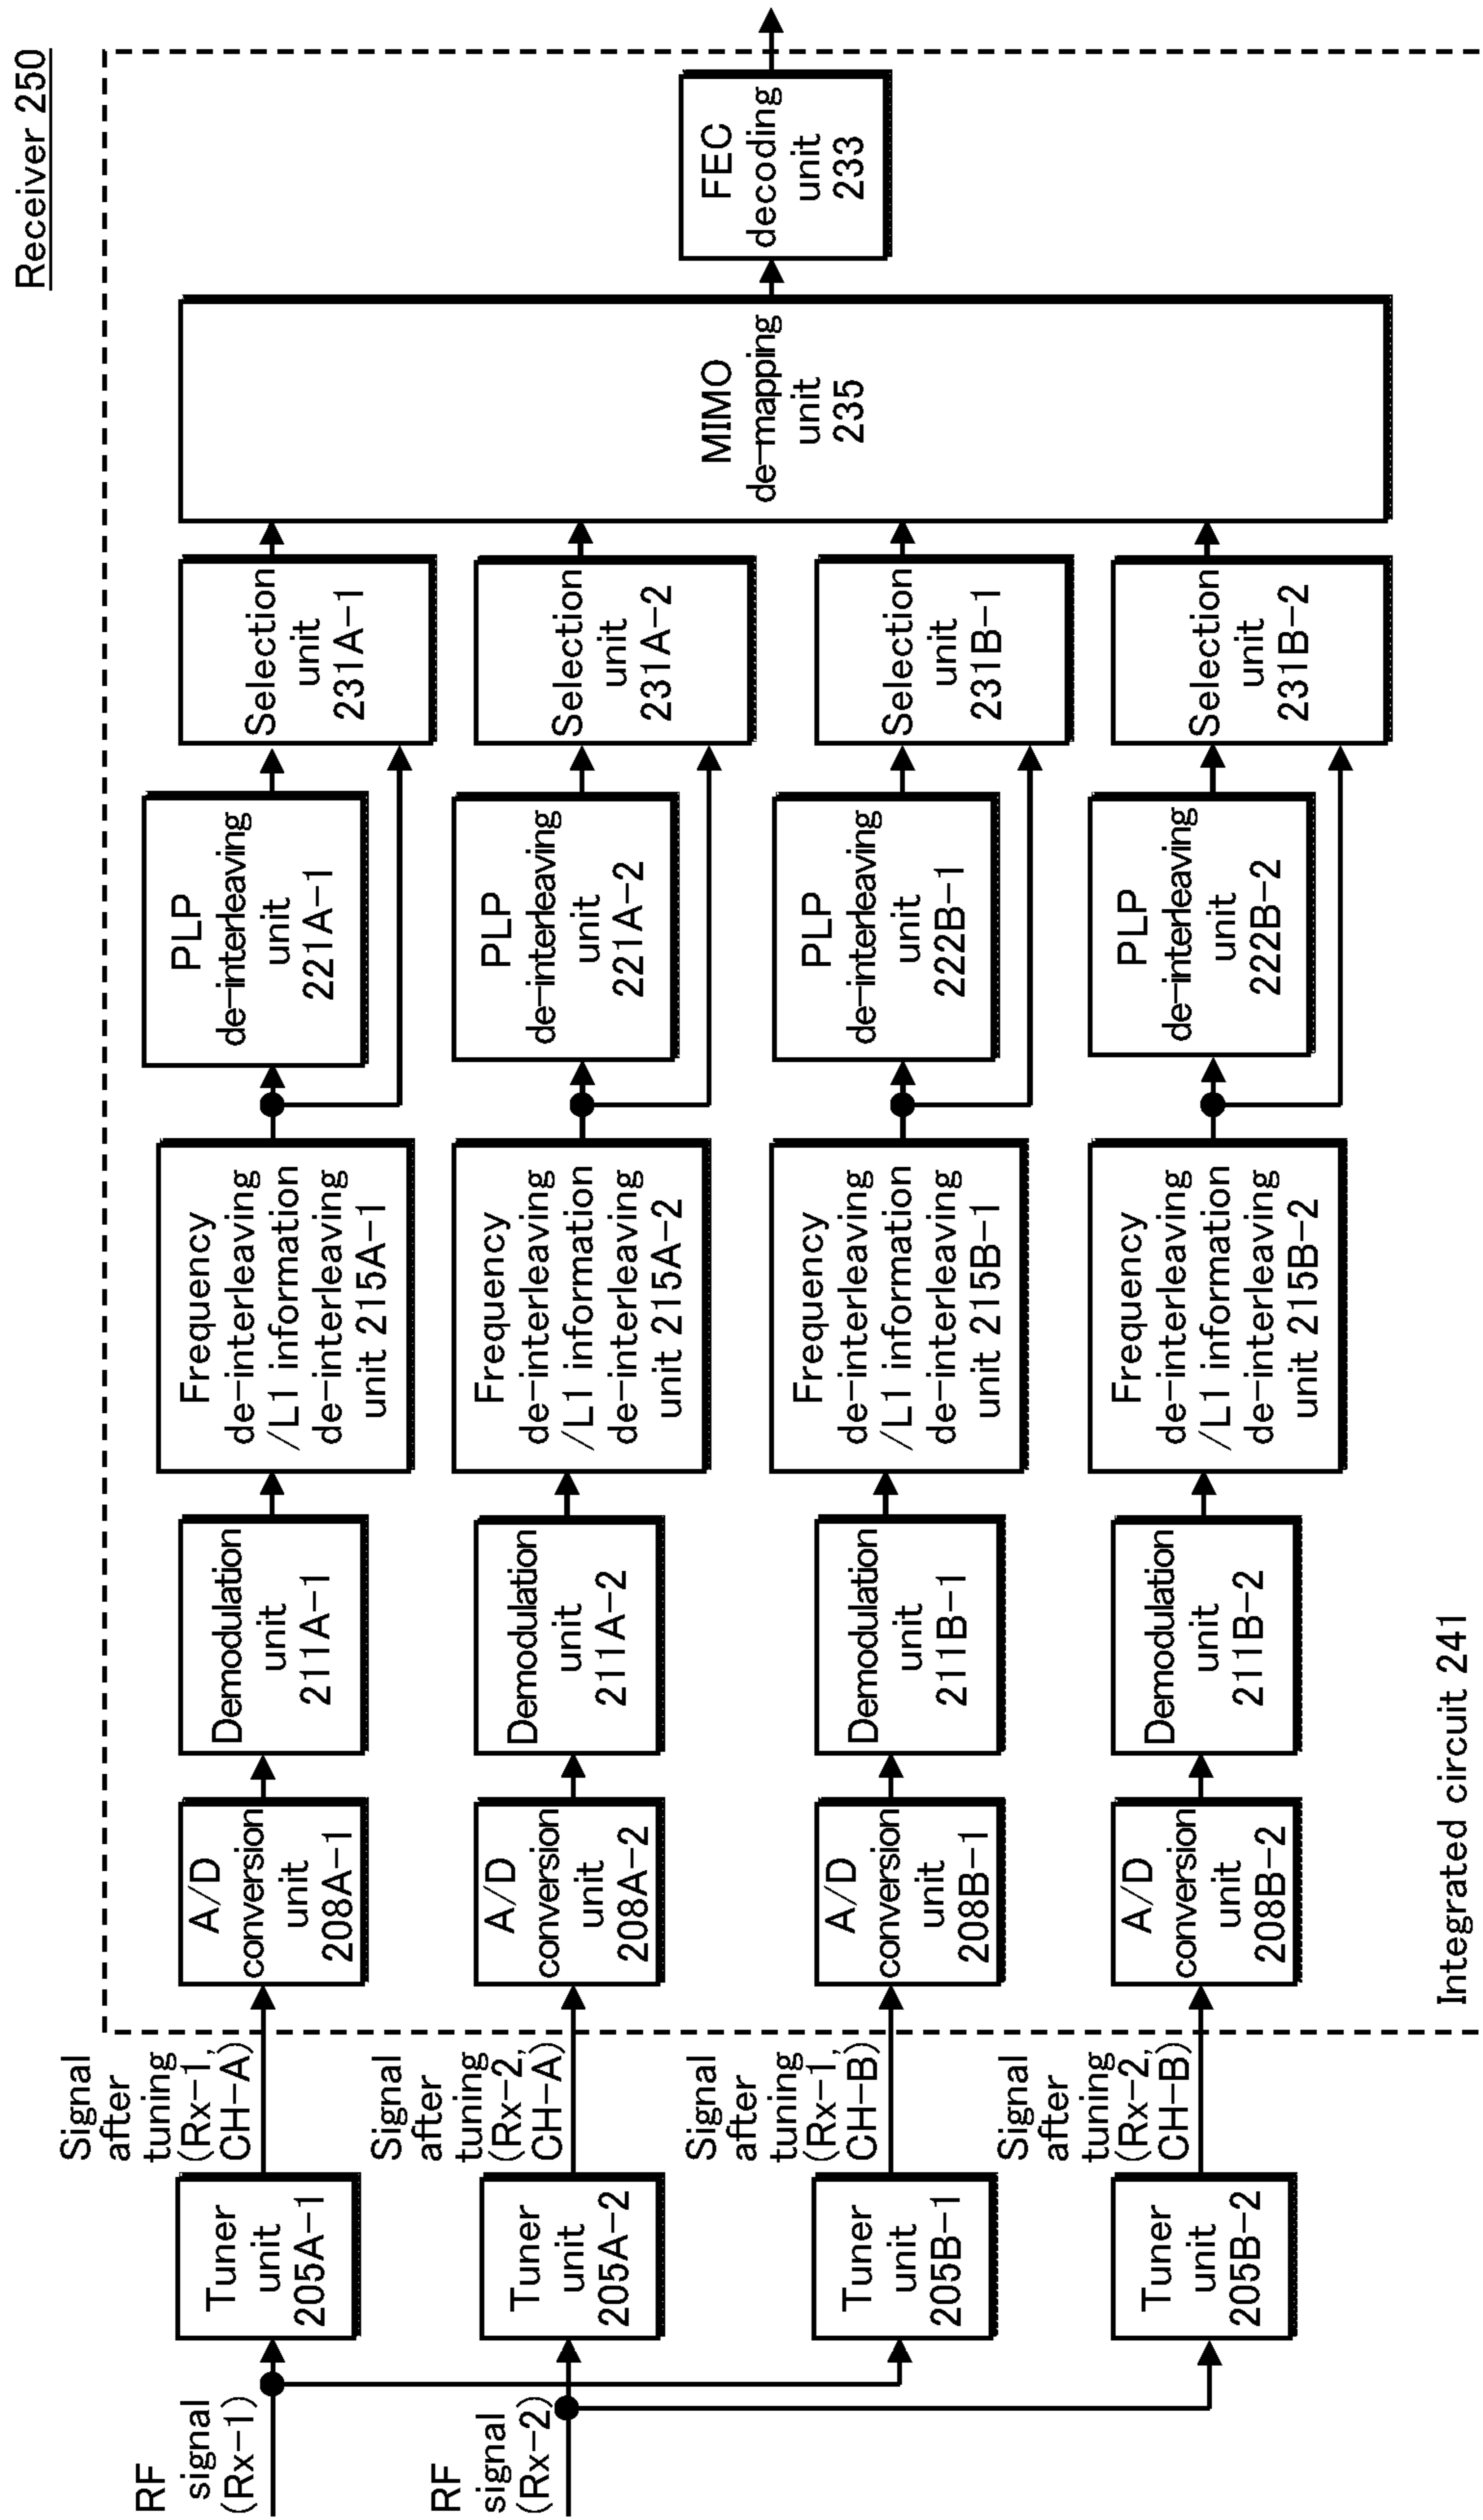 Receiver 250
RF
signal
(Rx-1)
Tuner
unit
205A-1
Signal
after
tuning
(Rx-1,
CH-A)
A/D
conversion
unit
208A-1
Demodulation
unit
211A-1
Frequency
de-interleaving
/L1 information
de-interleaving
unit 215A-1
PLP
de-interleaving
unit
221A-1
Selection
unit
231A-1
RF
signal
(Rx-2)
Tuner
unit
205A-2
Signal
after
tuning
(Rx-2,
CH-A)
A/D
conversion
unit
208A-2
Demodulation
unit
211A-2
Frequency
de-interleaving
/L1 information
de-interleaving
unit 215A-2
PLP
de-interleaving
unit
221A-2
Selection
unit
231A-2
Tuner
unit
205B-1
Signal
after
tuning
(Rx-1,
CH-B)
A/D
conversion
unit
208B-1
Demodulation
unit
211B-1
Frequency
de-interleaving
/L1 information
de-interleaving
unit 215B-1
PLP
de-interleaving
unit
222B-1
Selection
unit
231B-1
Tuner
unit
205B-2
Signal
after
tuning
(Rx-2,
CH-B)
A/D
conversion
unit
208B-2
Demodulation
unit
211B-2
Frequency
de-interleaving
/L1 information
de-interleaving
unit 215B-2
PLP
de-interleaving
unit
222B-2
Selection
unit
231B-2
MIMO
de-mapping
unit
235
FEC
decoding
unit
233
Integrated circuit 241